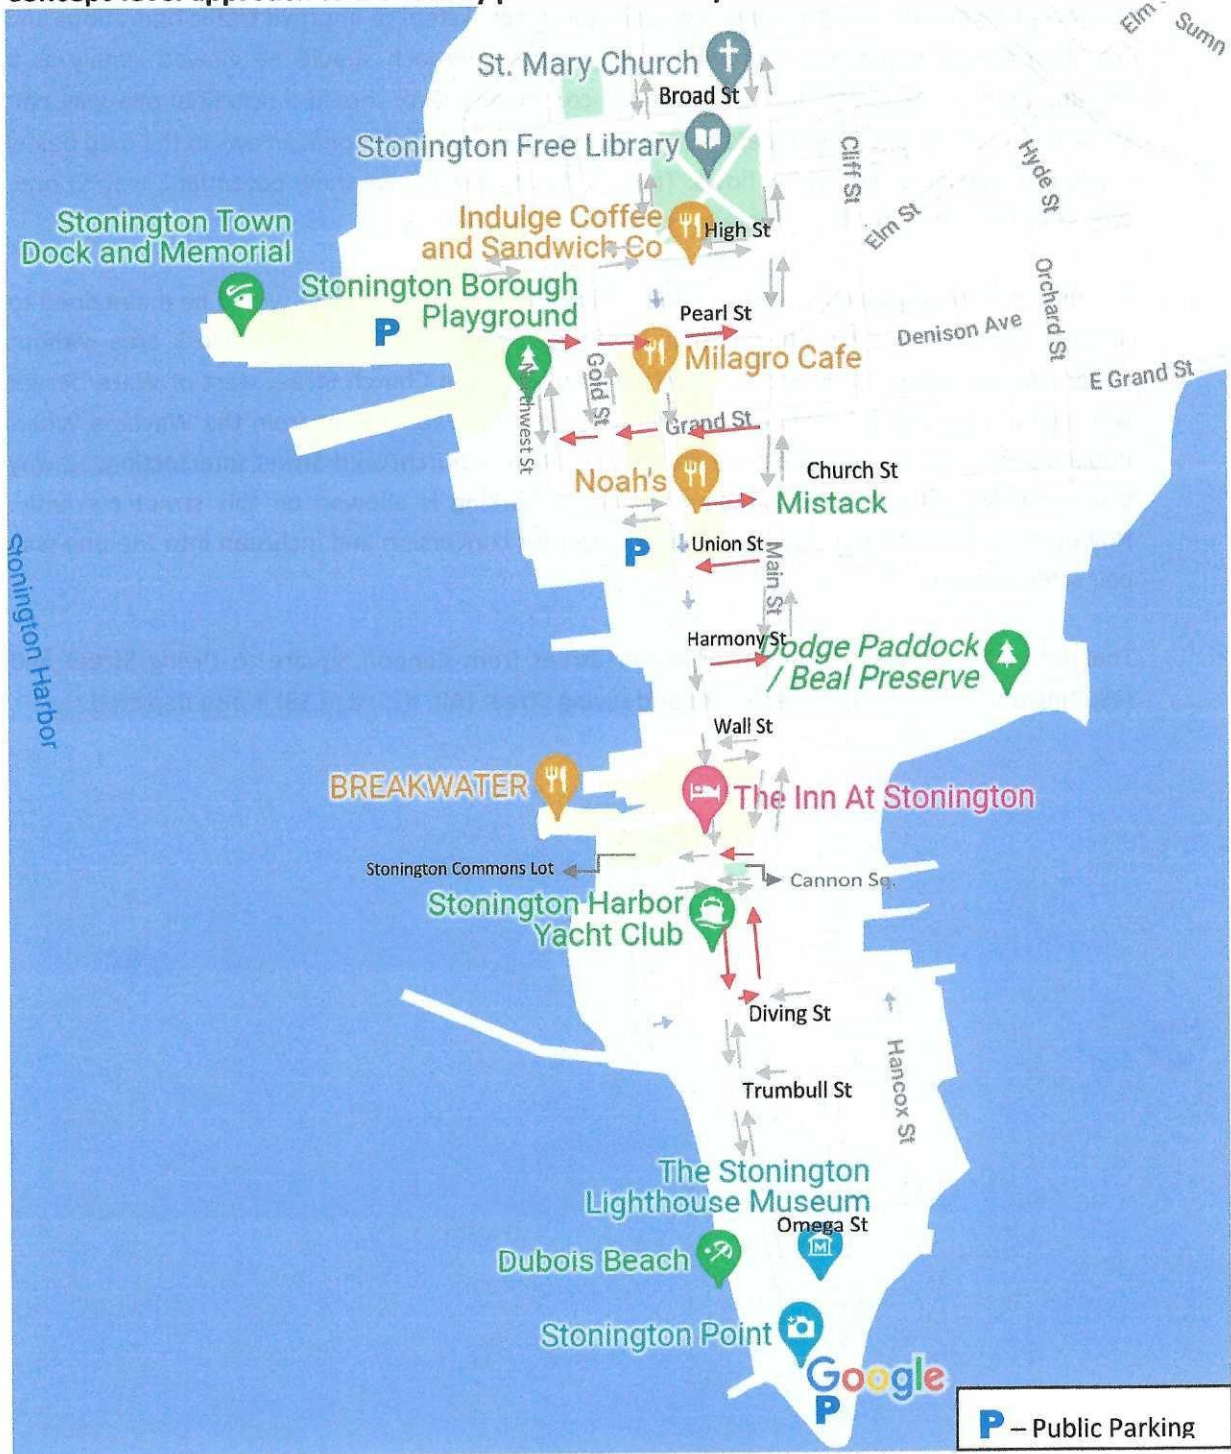 St. Mary Church
Broad St
Elm
Sumn
Stonington Free Library
Cliff St
Hyde St
Elm St
Stonington Town
Dock and Memorial
Indulge Coffee
and Sandwich Co
High St
Stonington Borough
Playground
Orchard St
P
Pearl St
Denison Ave
Milagro Cafe
E Grand St
Gold St
Northwest St
Grand St
Noah's
Church St
Mistack
P
Union St
Main St
Stonington Harbor
Harmony St
Dodge Paddock
/ Beal Preserve
Wall St
BREAKWATER
The Inn At Stonington
Stonington Commons Lot
Cannon Sq.
Stonington Harbor
Yacht Club
Diving St
Hancox St
Trumbull St
The Stonington
Lighthouse Museum
Omega St
M
Dubois Beach
Stonington Point
Google
P
P – Public Parking